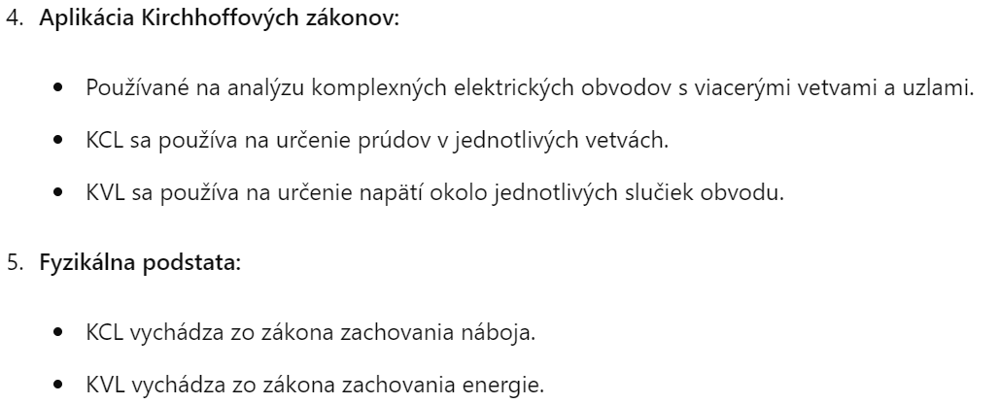 4. Aplikácia Kirchhoffových zákonov:
• Používané na analýzu komplexných elektrických obvodov s viacerými vetvami a uzlami.
• KCL sa používa na určenie prúdov v jednotlivých vetvách.
• KVL sa používa na určenie napätí okolo jednotlivých slučiek obvodu.
5. Fyzikálna podstata:
• KCL vychádza zo zákona zachovania náboja.
• KVL vychádza zo zákona zachovania energie.